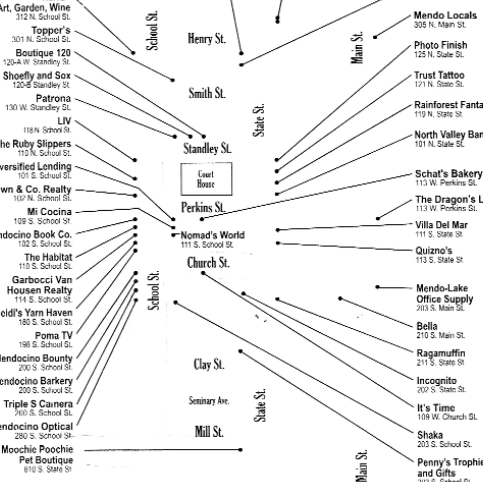 Art, Garden, Wine
312 N. School St.
Topper's
301 N. School St.
Boutique 120
120-A W. Standley St.
Shoefly and Sox
120-B Standley St.
Patrona
130 W. Standley St.
LIV
118 N. School St.
The Ruby Slippers
110 N. School St.
Diversified Lending
101 S. School St.
& Co. Realty
102 N. School St.
Mi Cocina
109 S. School St.
Book Co.
102 S. School St.
The Habitat
110 S. School St.
Garbocci Van
Housen Realty
114 S. School St.
Heidi's Yarn Haven
180 S. School St.
Poma TV
198 S. School St.
Mendocino Bounty
200 S. School St.
Mendocino Barkery
200 S. School St.
Triple S Camera
260 S. School St.
Mendocino Optical
280 S. School St.
Moochie Poochie
Pet Boutique
610 S. State St
School St.
Henry St.
Main St.
Smith St.
State St.
Standley St.
Court
House
Perkins St.
Nomad's World
111 S. School St.
Church St.
School St.
Clay St.
Seminary Ave.
State St.
Mill St.
Main St.
Mendo Locals
305 N. Main St.
Photo Finish
125 N. State St.
Trust Tattoo
121 N. State St.
Rainforest
119 N. State St.
North Valley Ban
101 N. State St.
Schat's Bakery
113 W. Perkins St.
The Dragon's L
113 W. Perkins St.
Villa Del Mar
111 S. State St
Quizno's
113 S. State St.
Mendo-Lake
Office Supply
203 S. Main St.
Bella
210 S. Main St.
Ragamuffin
211 S. State St
Incognito
202 S. State St.
It's Time
109 W. Church St.
Shaka
203 S. School St.
Penny's Trophie
and Gifts